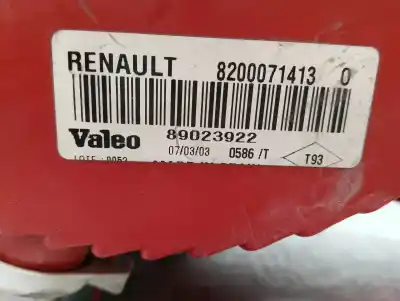 RENAULT 8200071413 0
Valeo 89023922
07/03/03 0586/T T93